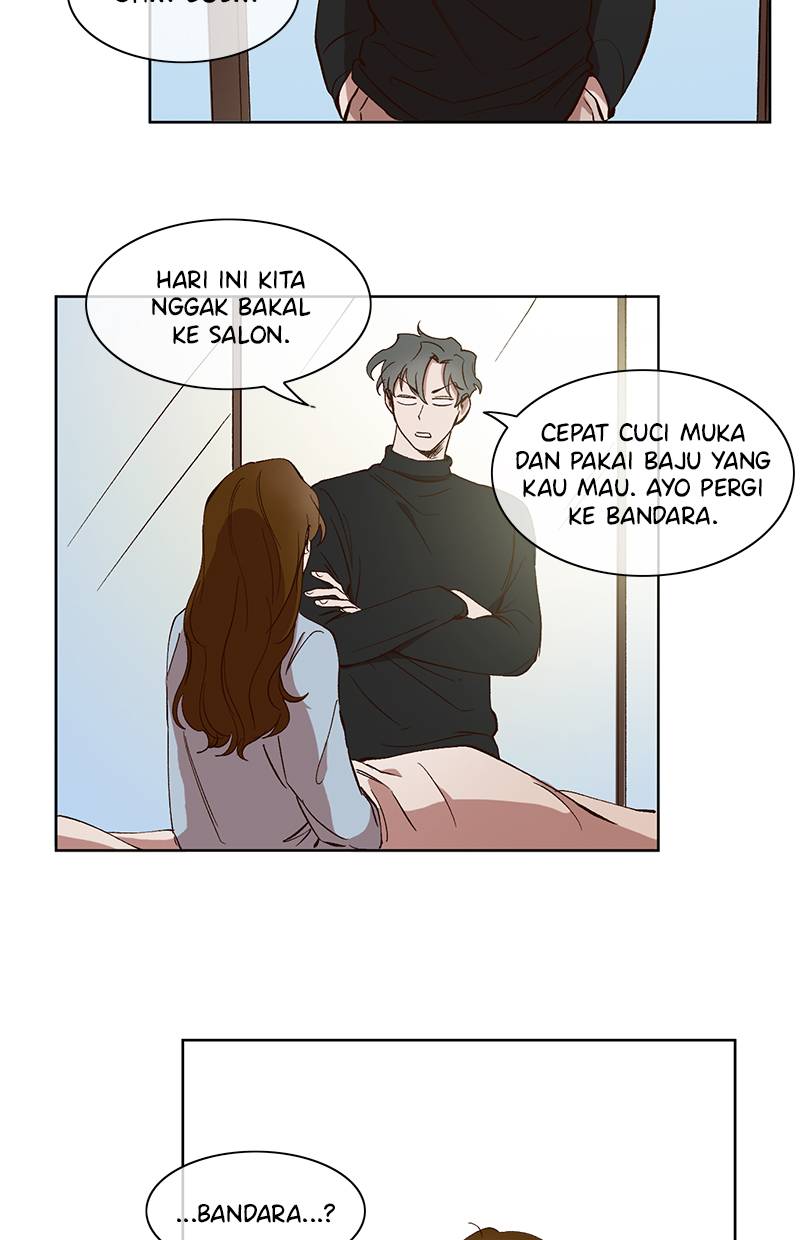 HARI INI KITA
NGGAK BAKAL
KE SALON.
CEPAT CUCI MUKA
DAN PAKAI BAJU YANG
KAU MAU. AYO PERGI
KE BANDARA.
...BANDARA...?